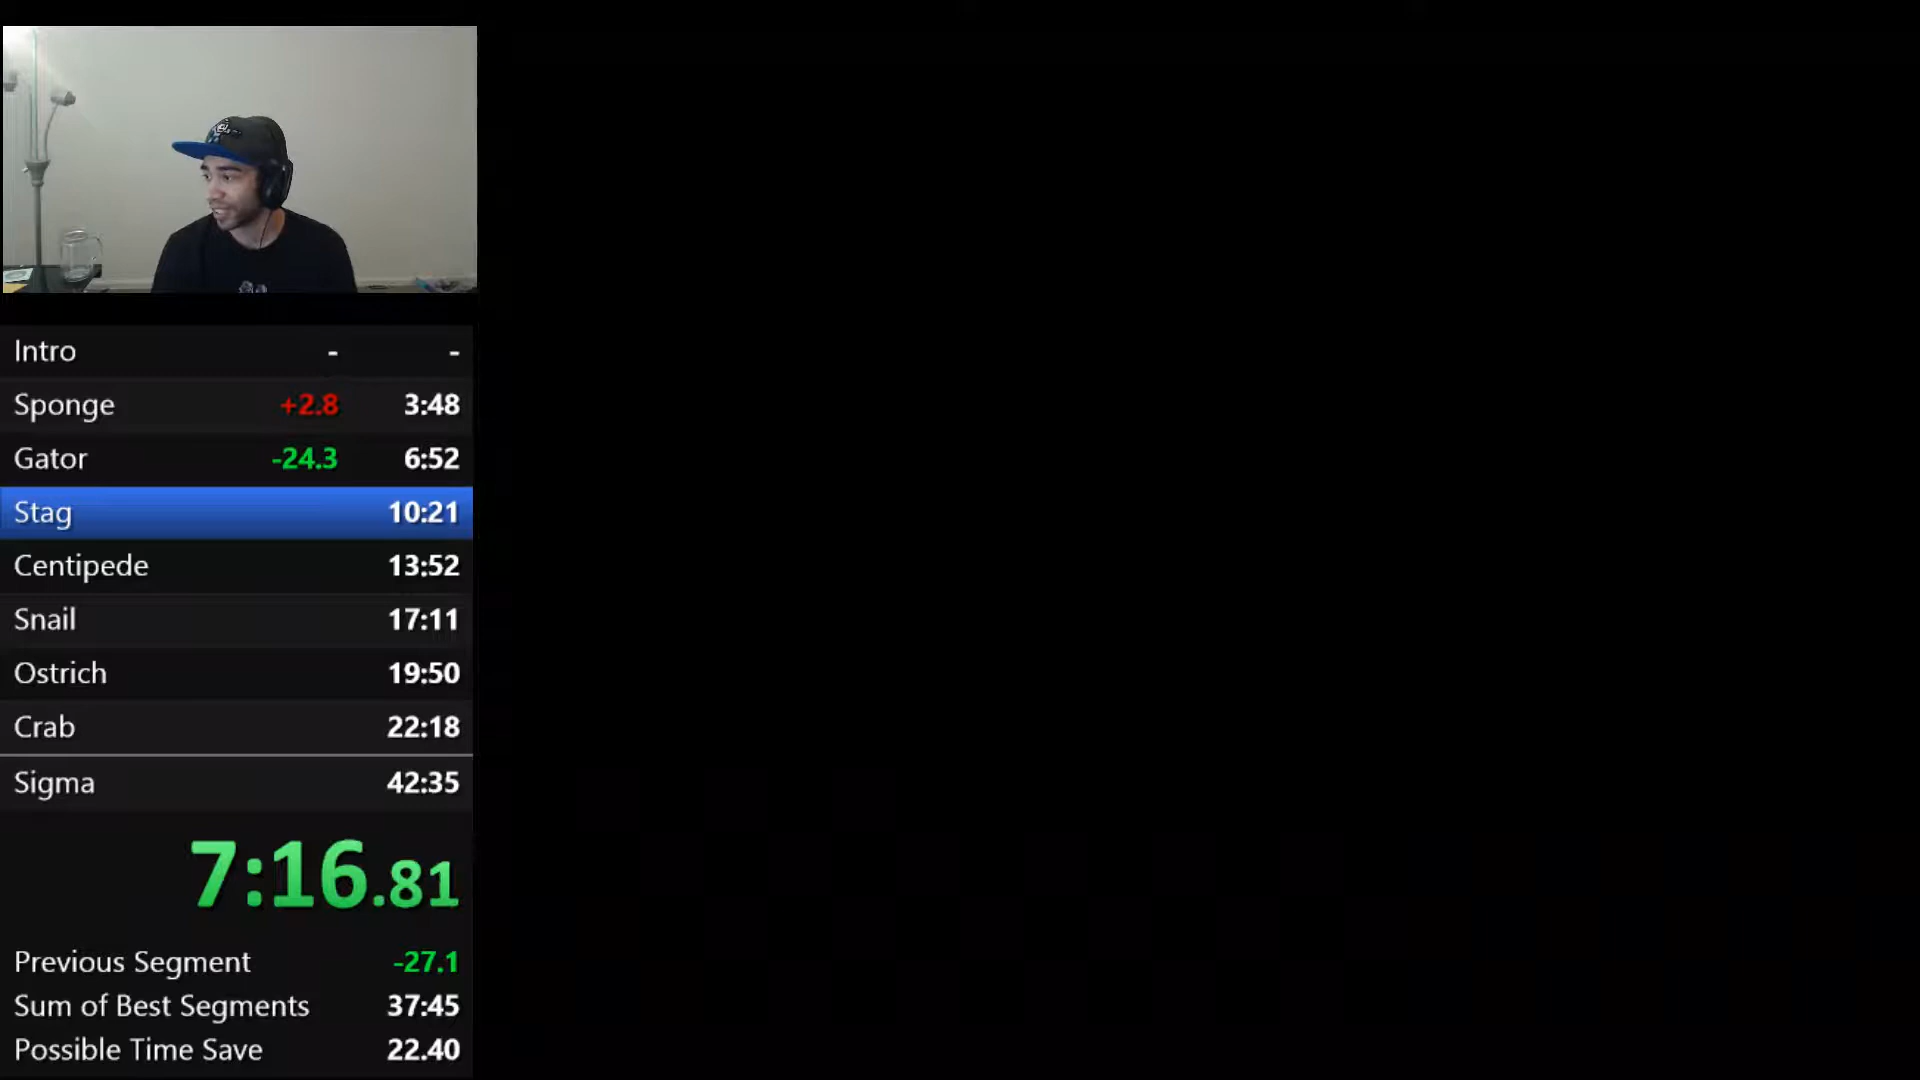 Intro - -
Sponge +2.8 3:48
Gator -24.3 6:52
Stag 10:21
Centipede 13:52
Snail 17:11
Ostrich 19:50
Crab 22:18
Sigma 42:35
7:16.81
Previous Segment -27.1
Sum of Best Segments 37:45
Possible Time Save 22.40